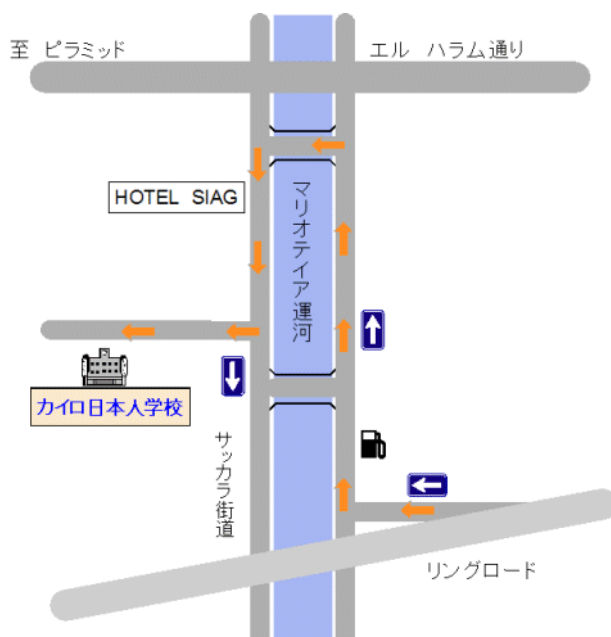 至 ピラミッド
エル ハラム通り
HOTEL SIAG
マリオテイア運河
カイロ日本人学校
サッカラ街道
リングロード